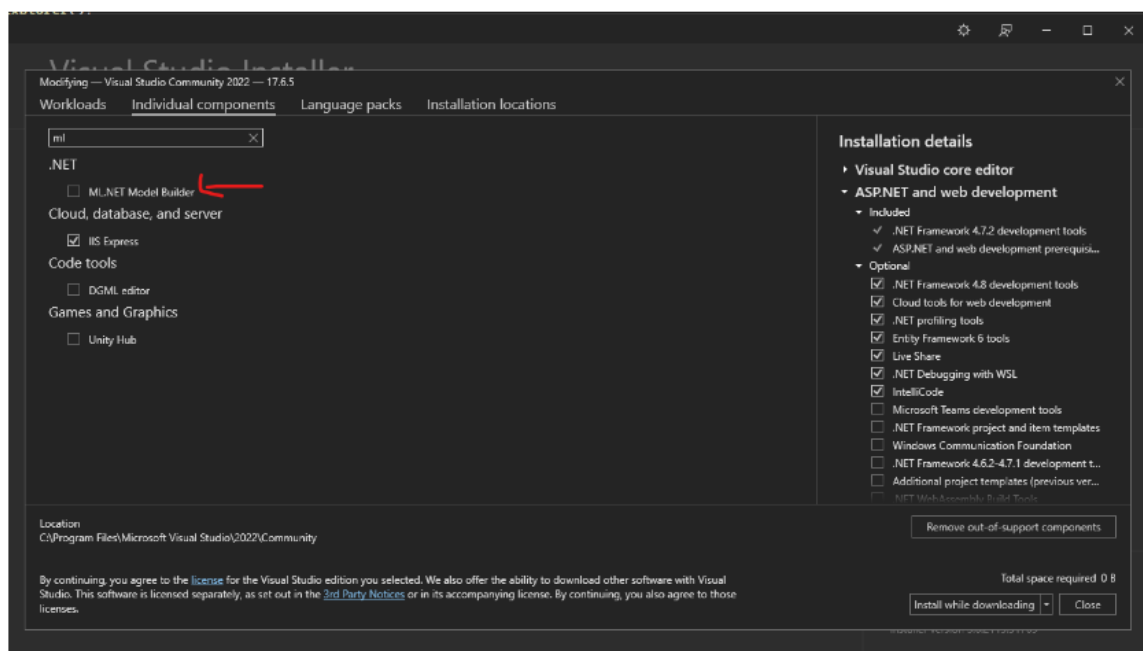 Visual Studio Installer
Modifying — Visual Studio Community 2022 — 17.6.5
Workloads Individual components Language packs Installation locations
ml
.NET
ML.NET Model Builder
Cloud, database, and server
IIS Express
Code tools
DGML editor
Games and Graphics
Unity Hub
Installation details
Visual Studio core editor
ASP.NET and web development
Included
.NET Framework 4.7.2 development tools
ASP.NET and web development prerequisi...
Optional
.NET Framework 4.8 development tools
Cloud tools for web development
.NET profiling tools
Entity Framework 6 tools
Live Share
.NET Debugging with WSL
IntelliCode
Microsoft Teams development tools
.NET Framework project and item templates
Windows Communication Foundation
.NET Framework 4.6.2-4.7.1 development t...
Additional project templates (previous ver...
.NET WebAssembly Build Tools
Location
C:\Program Files\Microsoft Visual Studio\2022\Community
Remove out-of-support components
By continuing, you agree to the license for the Visual Studio edition you selected. We also offer the ability to download other software with Visual
Studio. This software is licensed separately, as set out in the 3rd Party Notices or in its accompanying license. By continuing, you also agree to those
licenses.
Total space required 0 B
Install while downloading Close